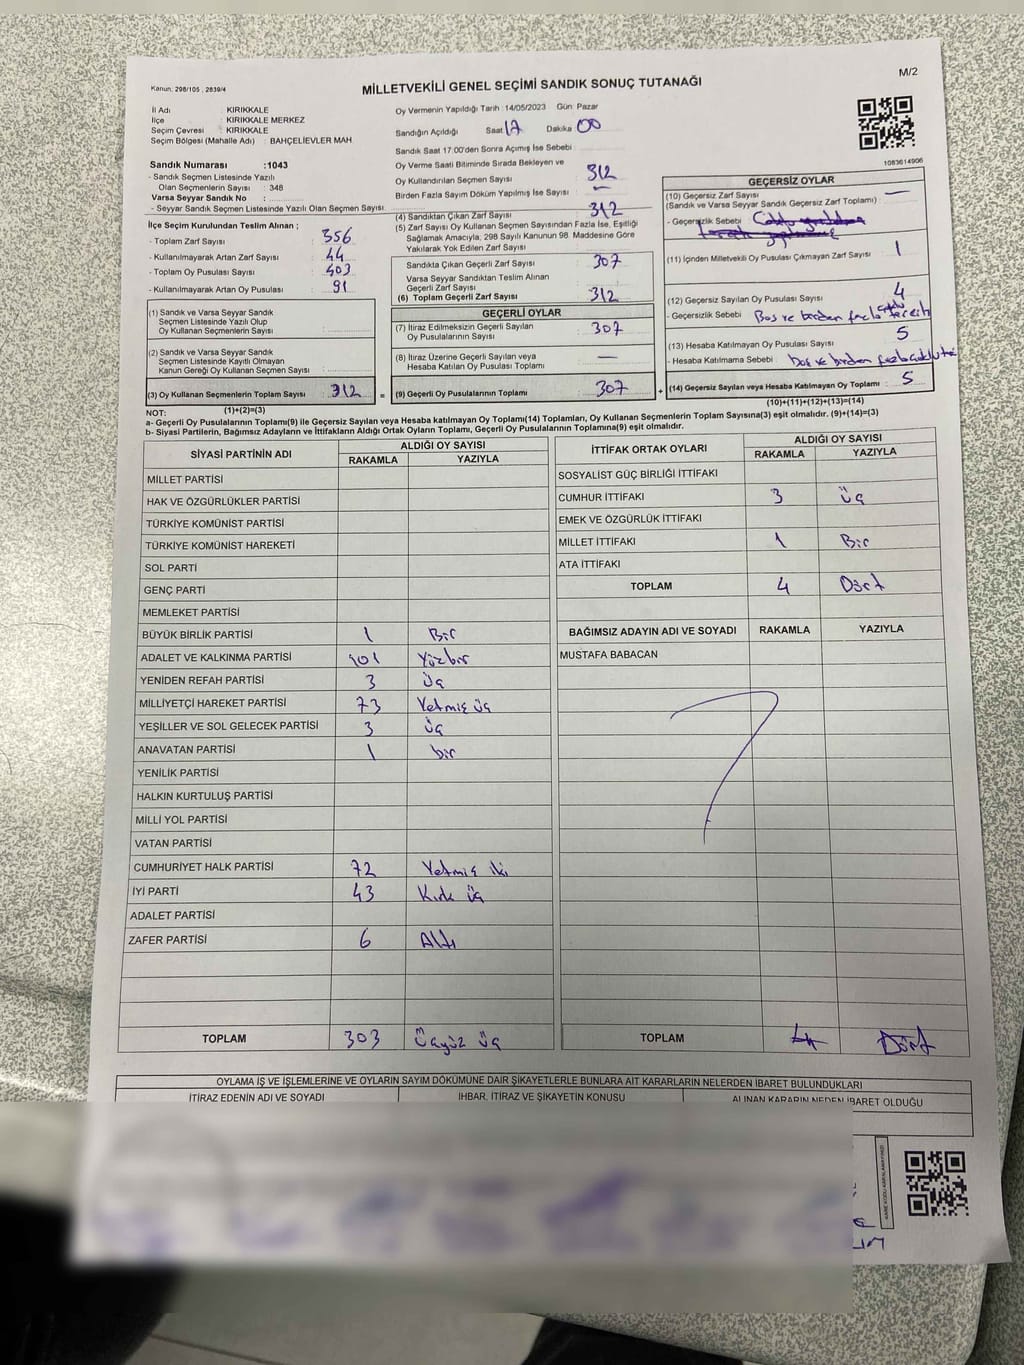 M/2
Kanun: 298/105 , 2839/4
MİLLETVEKİLİ GENEL SEÇİMİ SANDIK SONUÇ TUTANAĞI
İl Adı : KIRIKKALE
İlçe : KIRIKKALE MERKEZ
Seçim Çevresi : KIRIKKALE
Seçim Bölgesi (Mahalle Adı) : BAHÇELİEVLER MAH
Sandık Numarası :1043
- Sandık Seçmen Listesinde Yazılı
Olan Seçmenlerin Sayısı : 348
Varsa Seyyar Sandık No :
- Seyyar Sandık Seçmen Listesinde Yazılı Olan Seçmen Sayısı
İlçe Seçim Kurulundan Teslim Alınan ;
- Toplam Zarf Sayısı : 356
- Kullanılmayarak Artan Zarf Sayısı : 44
- Toplam Oy Pusulası Sayısı : 403
- Kullanılmayarak Artan Oy Pusulası : 91
(1) Sandık ve Varsa Seyyar Sandık
Seçmen Listesinde Yazılı Olup
Oy Kullanan Seçmenlerin Sayısı :
(2) Sandık ve Varsa Seyyar Sandık
Seçmen Listesinde Kayıtlı Olmayan
Kanun Gereği Oy Kullanan Seçmen Sayısı :
(3) Oy Kullanan Seçmenlerin Toplam Sayısı : 312 =
(1)+(2)=(3)
Oy Vermenin Yapıldığı Tarih : 14/05/2023 Gün: Pazar
Sandığın Açıldığı Saat 17 Dakika 00
Sandık Saat 17:00'den Sonra Açımış İse Sebebi :
Oy Verme Saati Bitiminde Sırada Bekleyen ve
Oy Kullandırılan Seçmen Sayısı : 312
Birden Fazla Sayım Döküm Yapılmış İse Sayısı : —
(4) Sandıktan Çıkan Zarf Sayısı : 312
(5) Zarf Sayısı Oy Kullanan Seçmen Sayısından Fazla İse, Eşitliği
Sağlamak Amacıyla, 298 Sayılı Kanunun 98. Maddesine Göre
Yakılarak Yok Edilen Zarf Sayısı
Sandıkta Çıkan Geçerli Zarf Sayısı : 307
Varsa Seyyar Sandıktan Teslim Alınan
Geçerli Zarf Sayısı :
(6) Toplam Geçerli Zarf Sayısı : 312
GEÇERLİ OYLAR
(7) İtiraz Edilmeksizin Geçerli Sayılan
Oy Pusulalarının Sayısı : 307
(8) İtiraz Üzerine Geçerli Sayılan veya
Hesaba Katılan Oy Pusulası Toplamı : —
(9) Geçerli Oy Pusulalarının Toplamı : 307 +
1083614906
GEÇERSİZ OYLAR
(10) Geçersiz Zarf Sayısı
(Sandık ve Varsa Seyyar Sandık Geçersiz Zarf Toplamı) : —
- Geçersizlik Sebebi :
(11) İçinden Milletvekili Oy Pusulası Çıkmayan Zarf Sayısı : 1
(12) Geçersiz Sayılan Oy Pusulası Sayısı : 4
- Geçersizlik Sebebi : Boş ve birden fazla tercih
(13) Hesaba Katılmayan Oy Pusulası Sayısı : 5
- Hesaba Katılmama Sebebi : boş ve birden fazla
(14) Geçersiz Sayılan veya Hesaba Katılmayan Oy Toplamı : 5
(10)+(11)+(12)+(13)=(14)
NOT:
a- Geçerli Oy Pusulalarının Toplamı(9) ile Geçersiz Sayılan veya Hesaba katılmayan Oy Toplamı(14) Toplamları, Oy Kullanan Seçmenlerin Toplam Sayısına(3) eşit olmalıdır. (9)+(14)=(3)
b- Siyasi Partilerin, Bağımsız Adayların ve İttifakların Aldığı Ortak Oyların Toplamı, Geçerli Oy Pusulalarının Toplamına(9) eşit olmalıdır.
SİYASİ PARTİNİN ADI ALDIĞI OY SAYISI
RAKAMLA YAZIYLA
MİLLET PARTİSİ
HAK VE ÖZGÜRLÜKLER PARTİSİ
TÜRKİYE KOMÜNİST PARTİSİ
TÜRKİYE KOMÜNİST HAREKETİ
SOL PARTİ
GENÇ PARTİ
MEMLEKET PARTİSİ
BÜYÜK BİRLİK PARTİSİ 1 Bir
ADALET VE KALKINMA PARTİSİ 101 Yüzbir
YENİDEN REFAH PARTİSİ 3 Üç
MİLLİYETÇİ HAREKET PARTİSİ 73 Yetmiş üç
YEŞİLLER VE SOL GELECEK PARTİSİ 3 Üç
ANAVATAN PARTİSİ 1 bir
YENİLİK PARTİSİ
HALKIN KURTULUŞ PARTİSİ
MİLLİ YOL PARTİSİ
VATAN PARTİSİ
CUMHURİYET HALK PARTİSİ 72 Yetmiş iki
İYİ PARTİ 43 Kırk üç
ADALET PARTİSİ
ZAFER PARTİSİ 6 Altı
TOPLAM 303 Üçyüz üç
İTTİFAK ORTAK OYLARI ALDIĞI OY SAYISI
RAKAMLA YAZIYLA
SOSYALİST GÜÇ BİRLİĞİ İTTİFAKI
CUMHUR İTTİFAKI 3 Üç
EMEK VE ÖZGÜRLÜK İTTİFAKI
MİLLET İTTİFAKI 1 Bir
ATA İTTİFAKI
TOPLAM 4 Dört
BAĞIMSIZ ADAYIN ADI VE SOYADI RAKAMLA YAZIYLA
MUSTAFA BABACAN
TOPLAM 4 Dört
OYLAMA İŞ VE İŞLEMLERİNE VE OYLARIN SAYIM DÖKÜMÜNE DAİR ŞİKAYETLERLE BUNLARA AİT KARARLARIN NELERDEN İBARET BULUNDUKLARI
İTİRAZ EDENİN ADI VE SOYADI İHBAR, İTİRAZ VE ŞİKAYETİN KONUSU ALINAN KARARIN NEDEN İBARET OLDUĞU